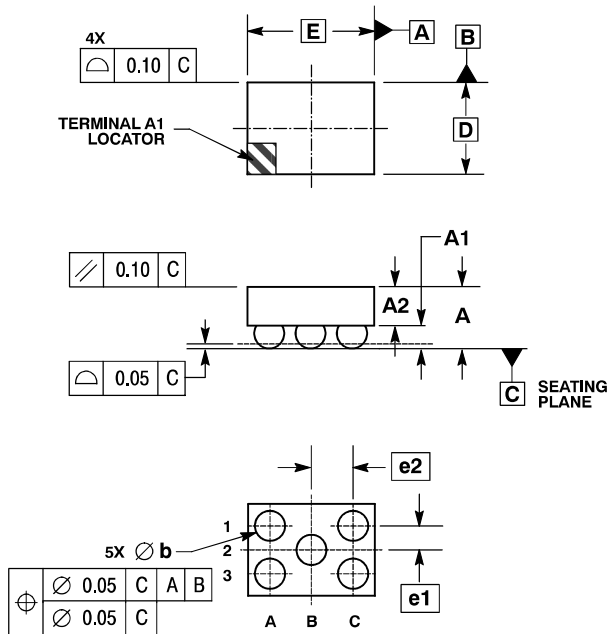 E
A
B
4X
⌓ 0.10 C
D
TERMINAL A1
LOCATOR
A1
// 0.10 C
A2
A
⌓ 0.05 C
C
SEATING
PLANE
e2
1
5X ∅ b
2
3
e1
⌖ ∅ 0.05 C A B
∅ 0.05 C
A B C